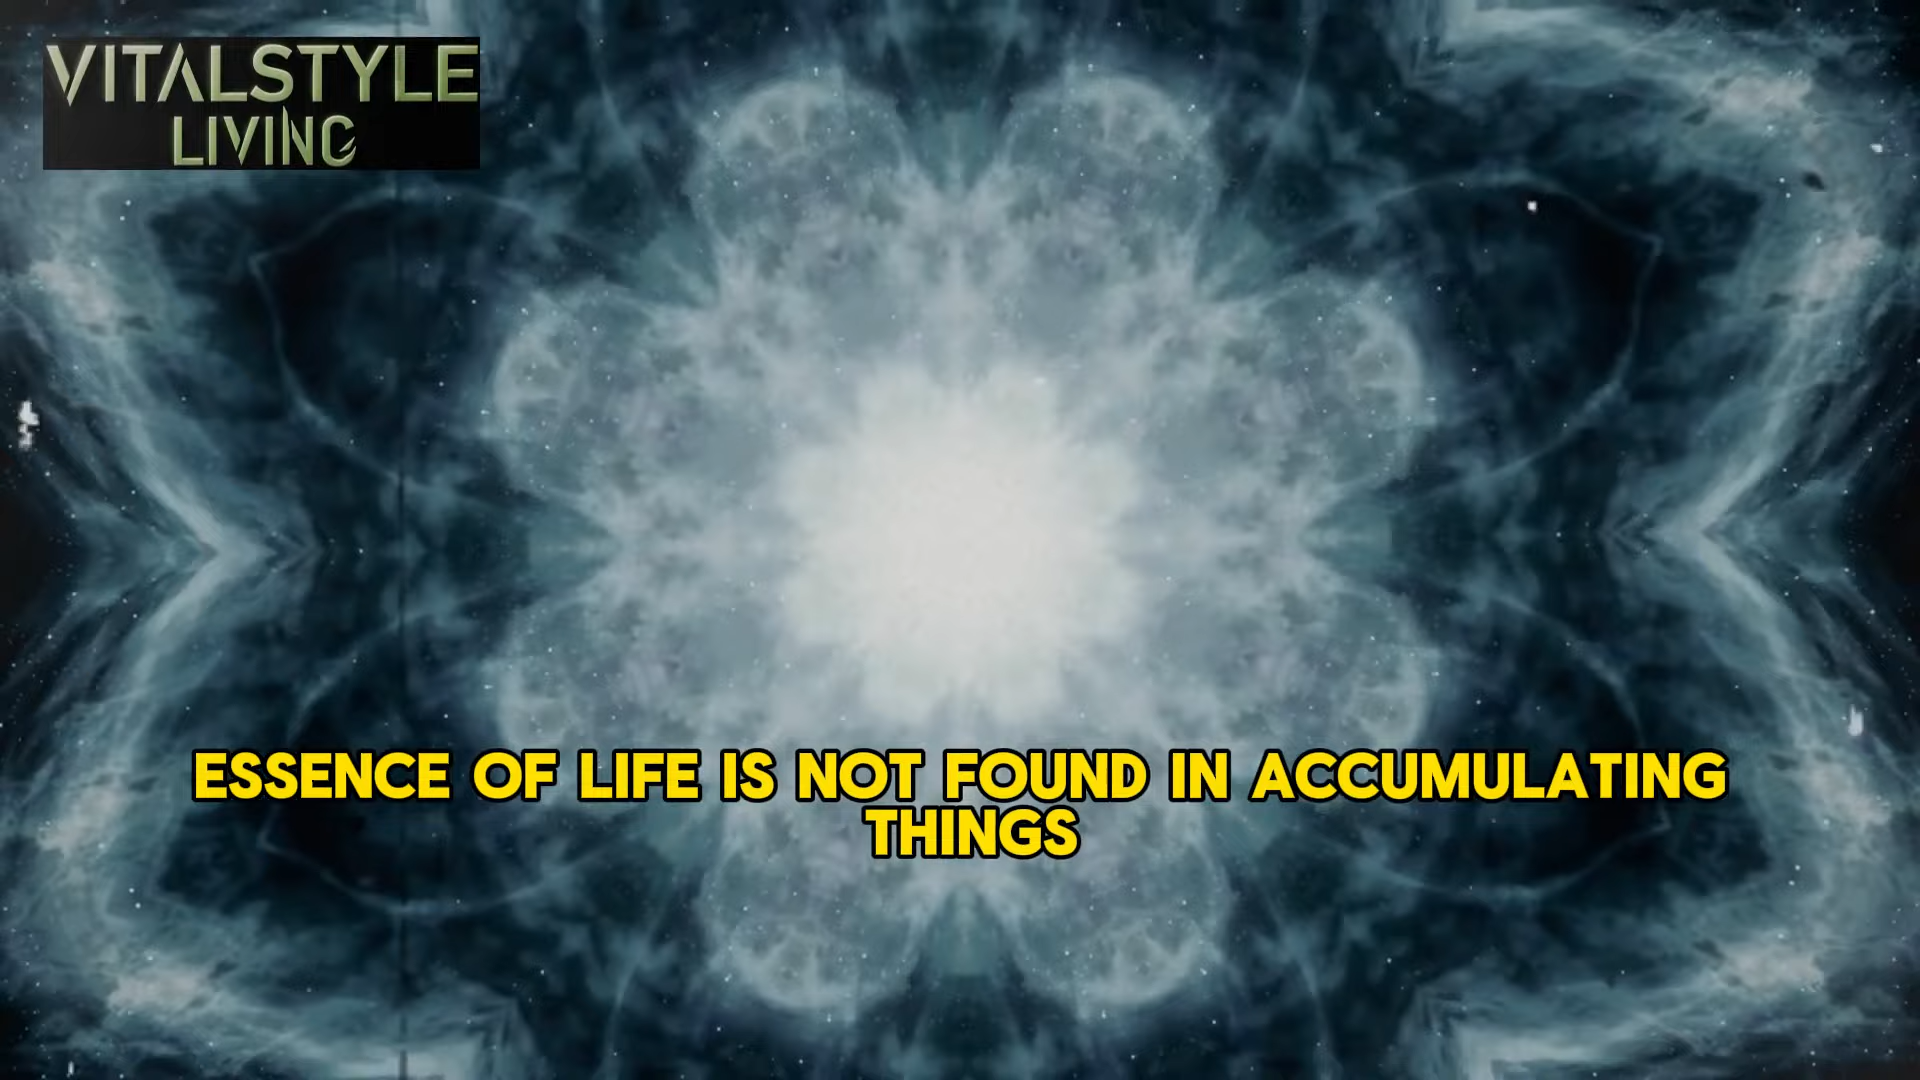 VITALSTYLE
LIVING
ESSENCE OF LIFE IS NOT FOUND IN ACCUMULATING
THINGS